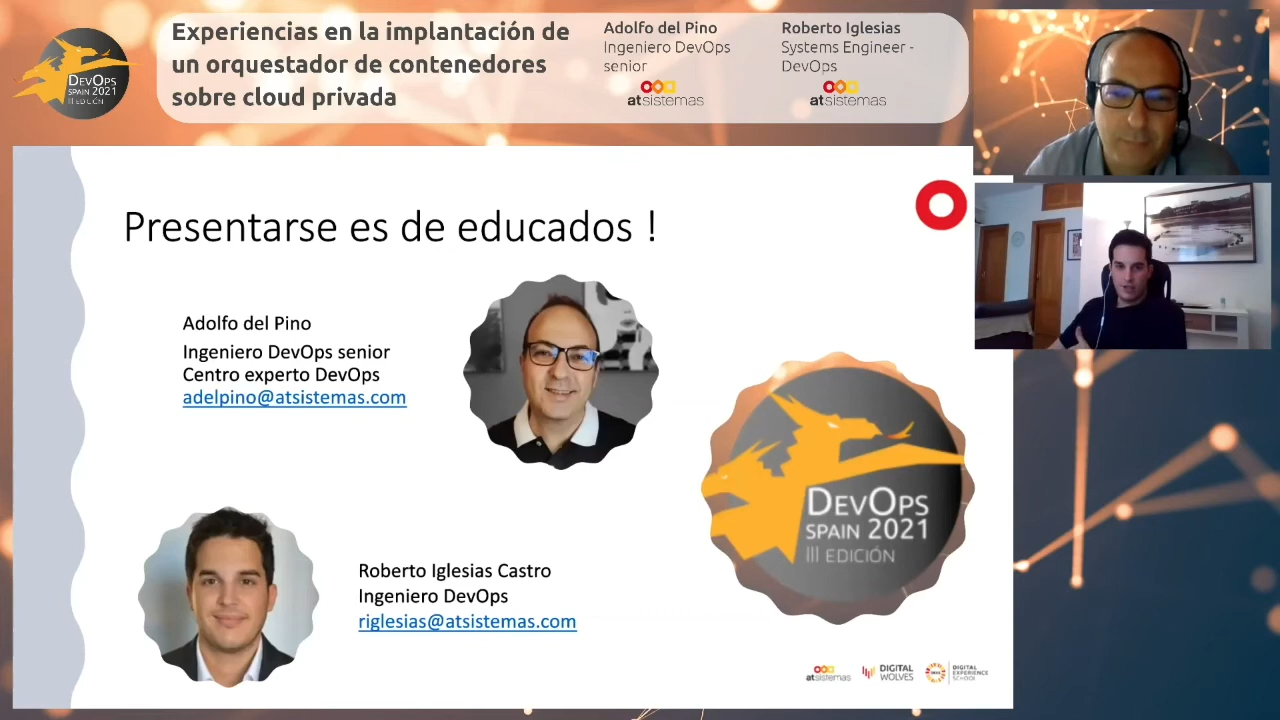 Experiencias en la implantación de
un orquestador de contenedores
sobre cloud privada
Adolfo del Pino
Ingeniero DevOps
senior
atsistemas
Roberto Iglesias
Systems Engineer -
DevOps
atsistemas
DEVOPS
SPAIN 2021
III EDICIÓN
Presentarse es de educados !
Adolfo del Pino
Ingeniero DevOps senior
Centro experto DevOps
adelpino@atsistemas.com
DEVOPS
SPAIN 2021
III EDICIÓN
Roberto Iglesias Castro
Ingeniero DevOps
riglesias@atsistemas.com
atsistemas
DIGITAL
WOLVES
DIGITAL
EXPERIENCE
SCHOOL